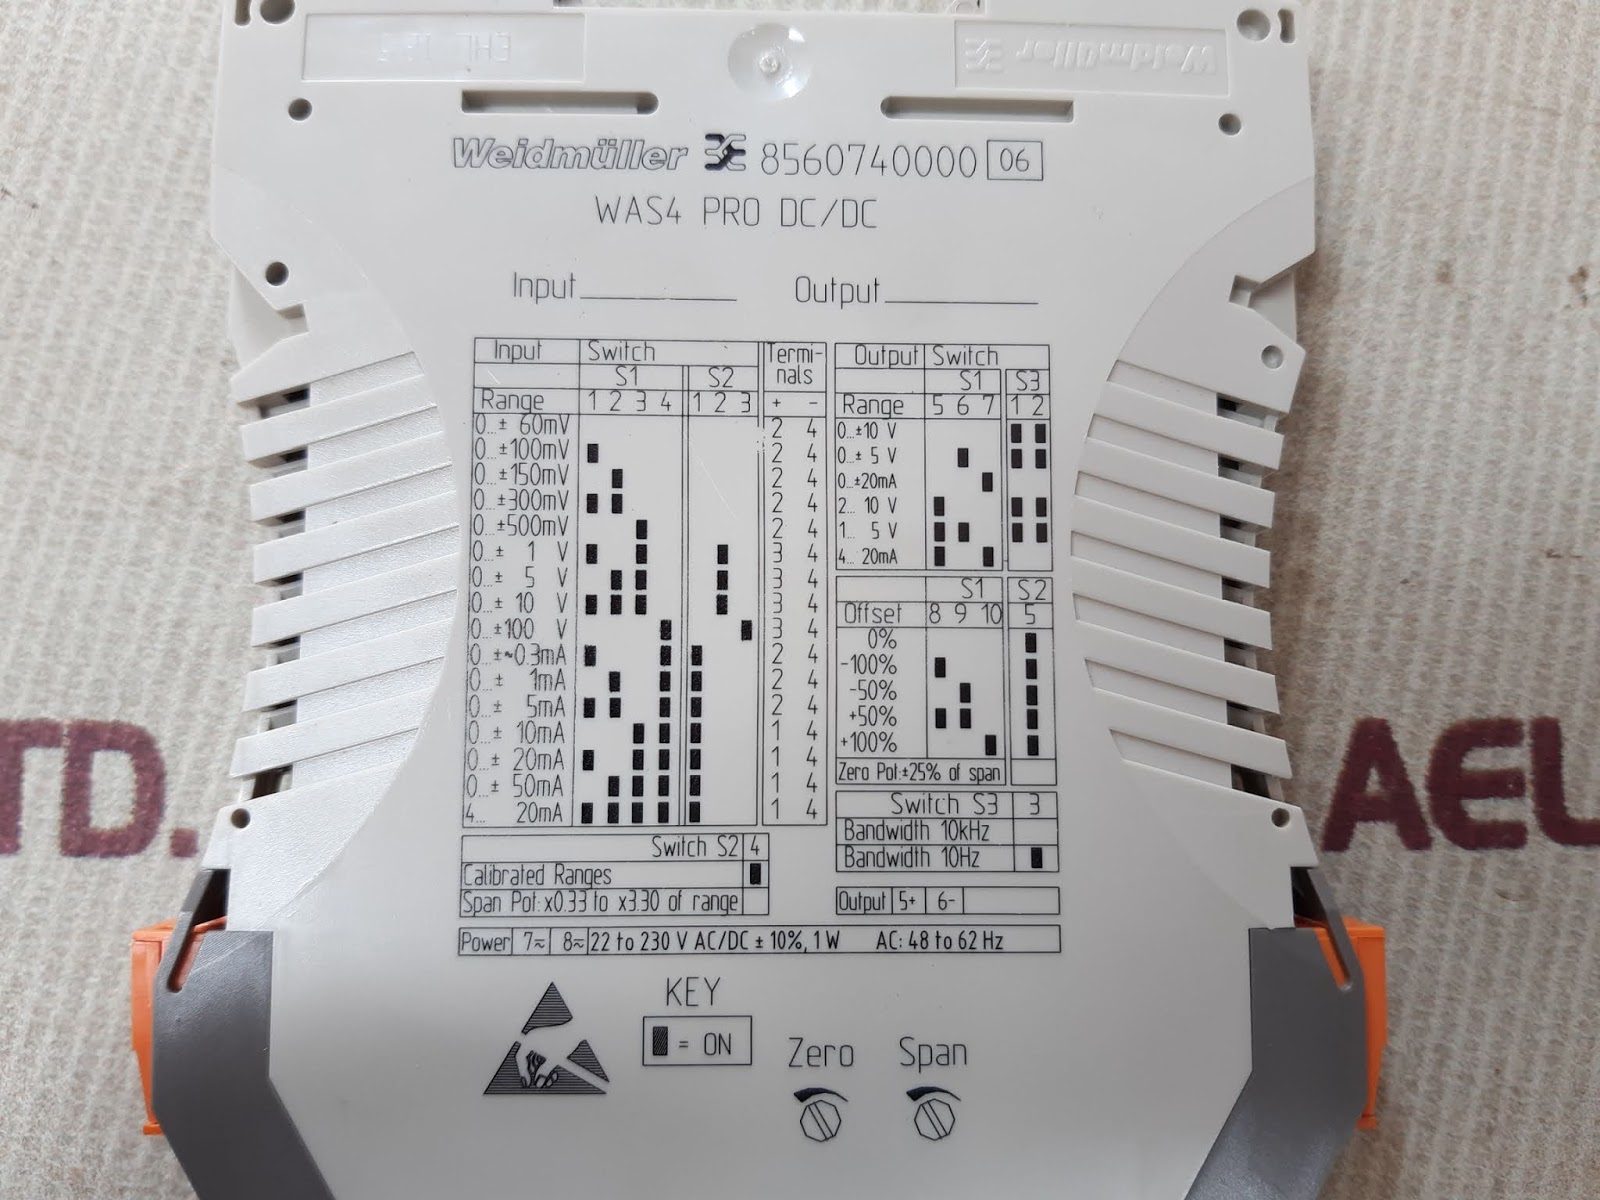 Weidmüller
Weidmüller 8560740000 06
WAS4 PRO DC/DC
Input Output
Input Switch
S1 S2
Range 1 2 3 4 1 2 3
Termi-
nals
+ -
0...± 60mV 2 4
0...±100mV 2 4
0...±150mV 2 4
0...±300mV 2 4
0...±500mV 2 4
0...± 1 V 3 4
0...± 5 V 3 4
0...± 10 V 3 4
0...±100 V 3 4
0...±≈0.3mA 2 4
0...± 1mA 2 4
0...± 5mA 2 4
0...± 10mA 1 4
0...± 20mA 1 4
0...± 50mA 1 4
4... 20mA 1 4
Switch S2 4
Calibrated Ranges
Span Pot: x0.33 to x3.30 of range
Output Switch
S1 S3
Range 5 6 7 1 2
0...±10 V
0...± 5 V
0...±20mA
2... 10 V
1... 5 V
4... 20mA
S1 S2
Offset 8 9 10 5
0%
-100%
-50%
+50%
+100%
Zero Pot:±25% of span
Switch S3 3
Bandwidth 10kHz
Bandwidth 10Hz
Output 5+ 6-
Power 7≂ 8≂ 22 to 230 V AC/DC ± 10%, 1 W AC: 48 to 62 Hz
KEY
= ON
Zero Span
TD. AEL